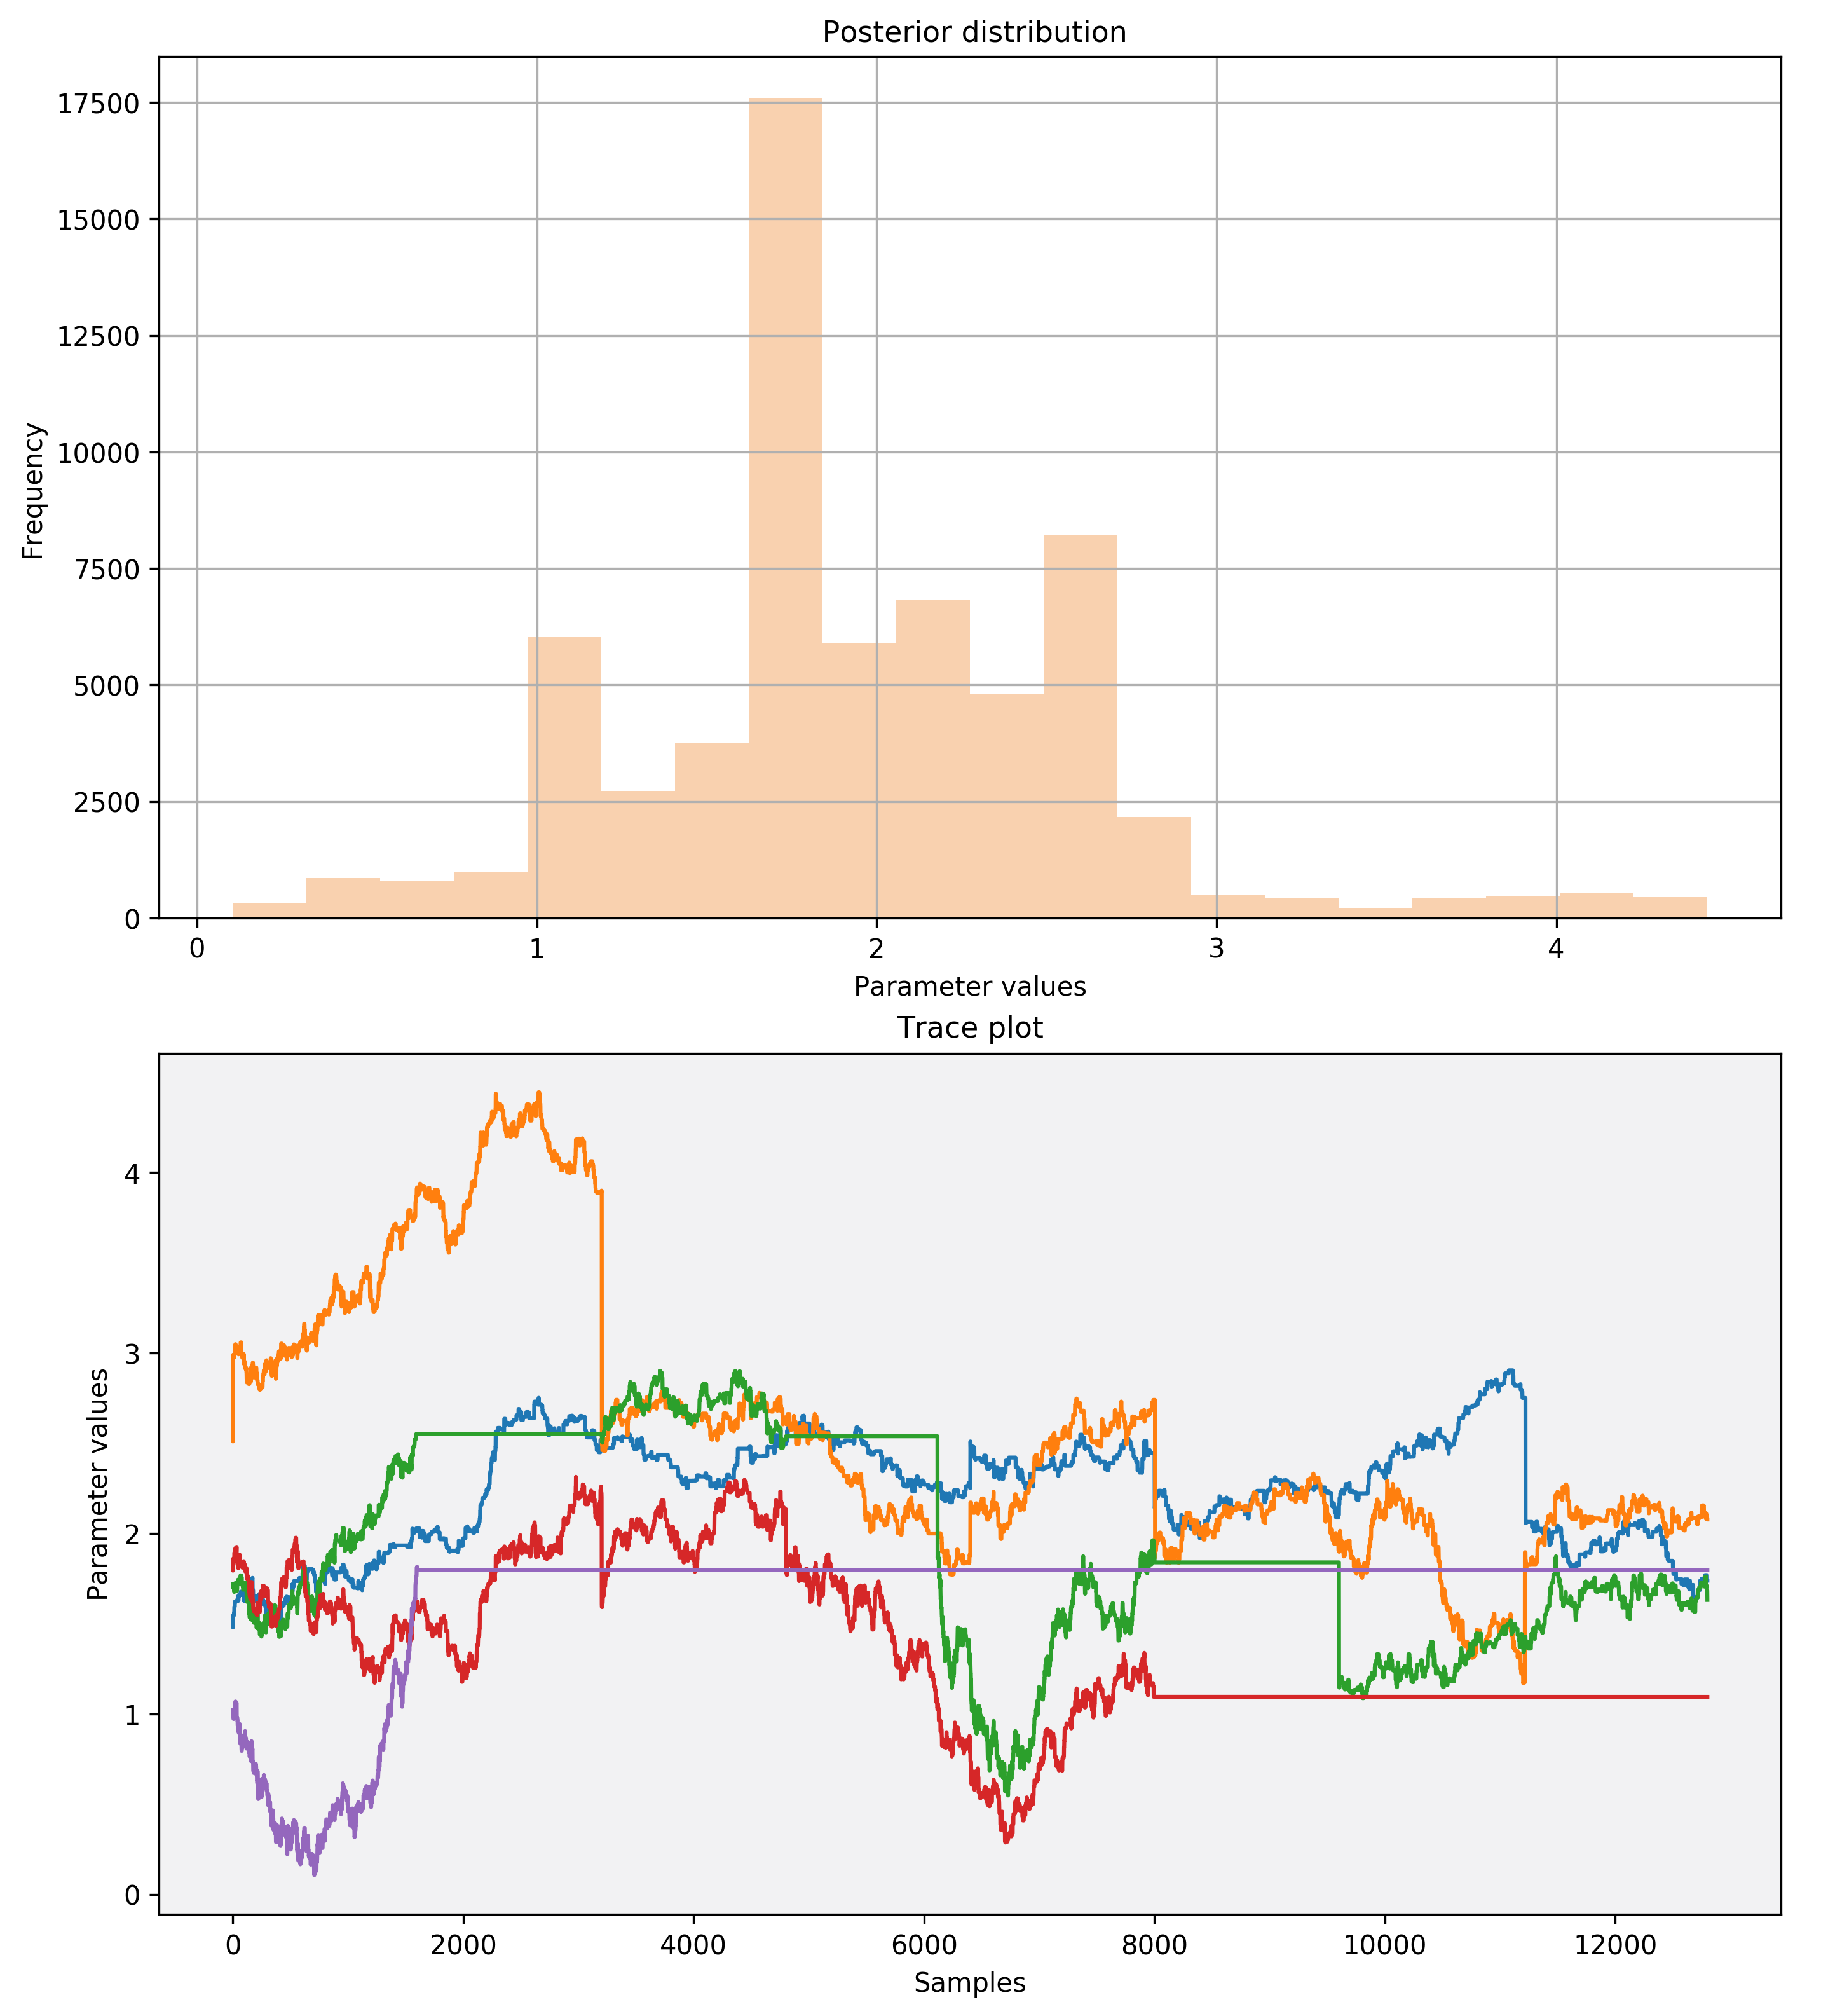 Posterior distribution
17500
15000
12500
10000
7500
5000
2500
0
Frequency
0 1 2 3 4
Parameter values
Trace plot
4
3
2
1
0
Parameter values
0 2000 4000 6000 8000 10000 12000
Samples